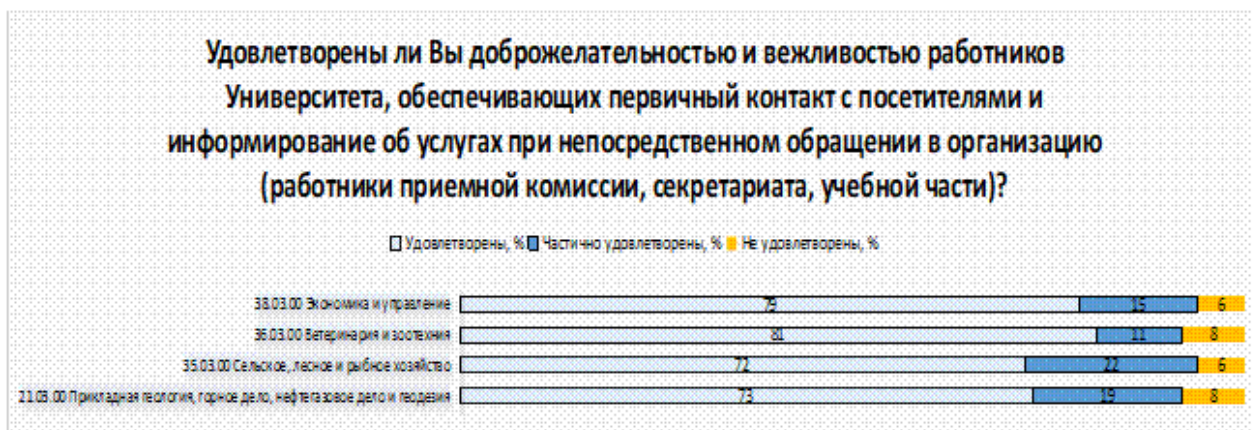 Удовлетворены ли Вы доброжелательностью и вежливостью работников
Университета, обеспечивающих первичный контакт с посетителями и
информирование об услугах при непосредственном обращении в организацию
(работники приемной комиссии, секретариата, учебной части)?
Удовлетворены, % Частично удовлетворены, % Не удовлетворены, %
38.03.00 Экономика и управление 79 15 6
36.03.00 Ветеринария и зоотехния 81 11 8
35.03.00 Сельское, лесное и рыбное хозяйство 72 22 6
21.03.00 Прикладная геология, горное дело, нефтегазовое дело и геодезия 73 19 8